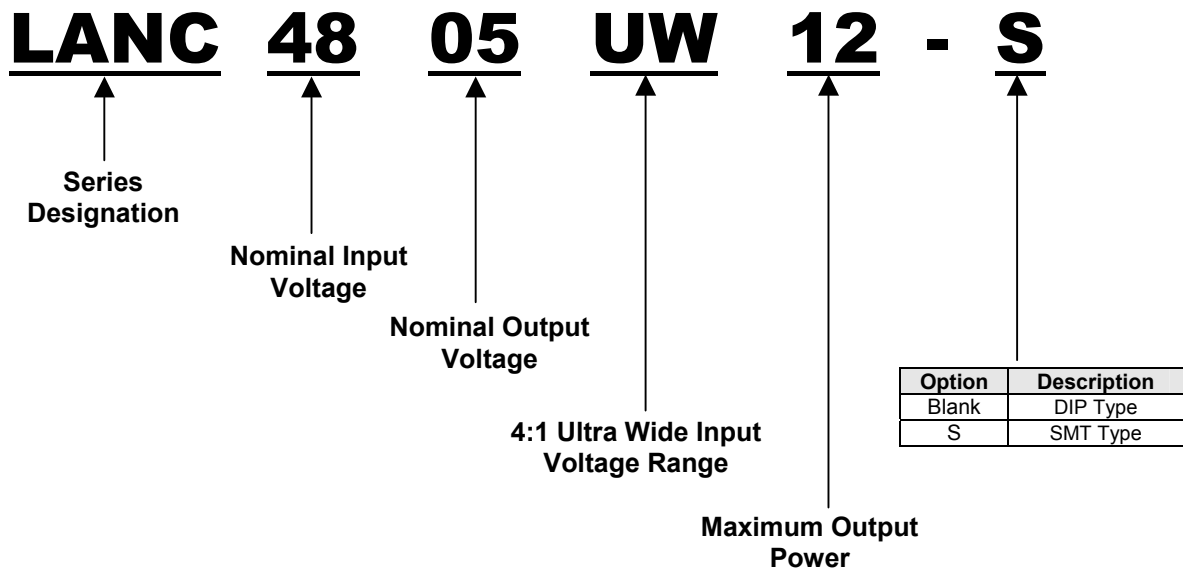 LANC 48 05 UW 12 - S
Series
Designation
Nominal Input
Voltage
Nominal Output
Voltage
4:1 Ultra Wide Input
Voltage Range
Maximum Output
Power
Option Description
Blank DIP Type
S SMT Type